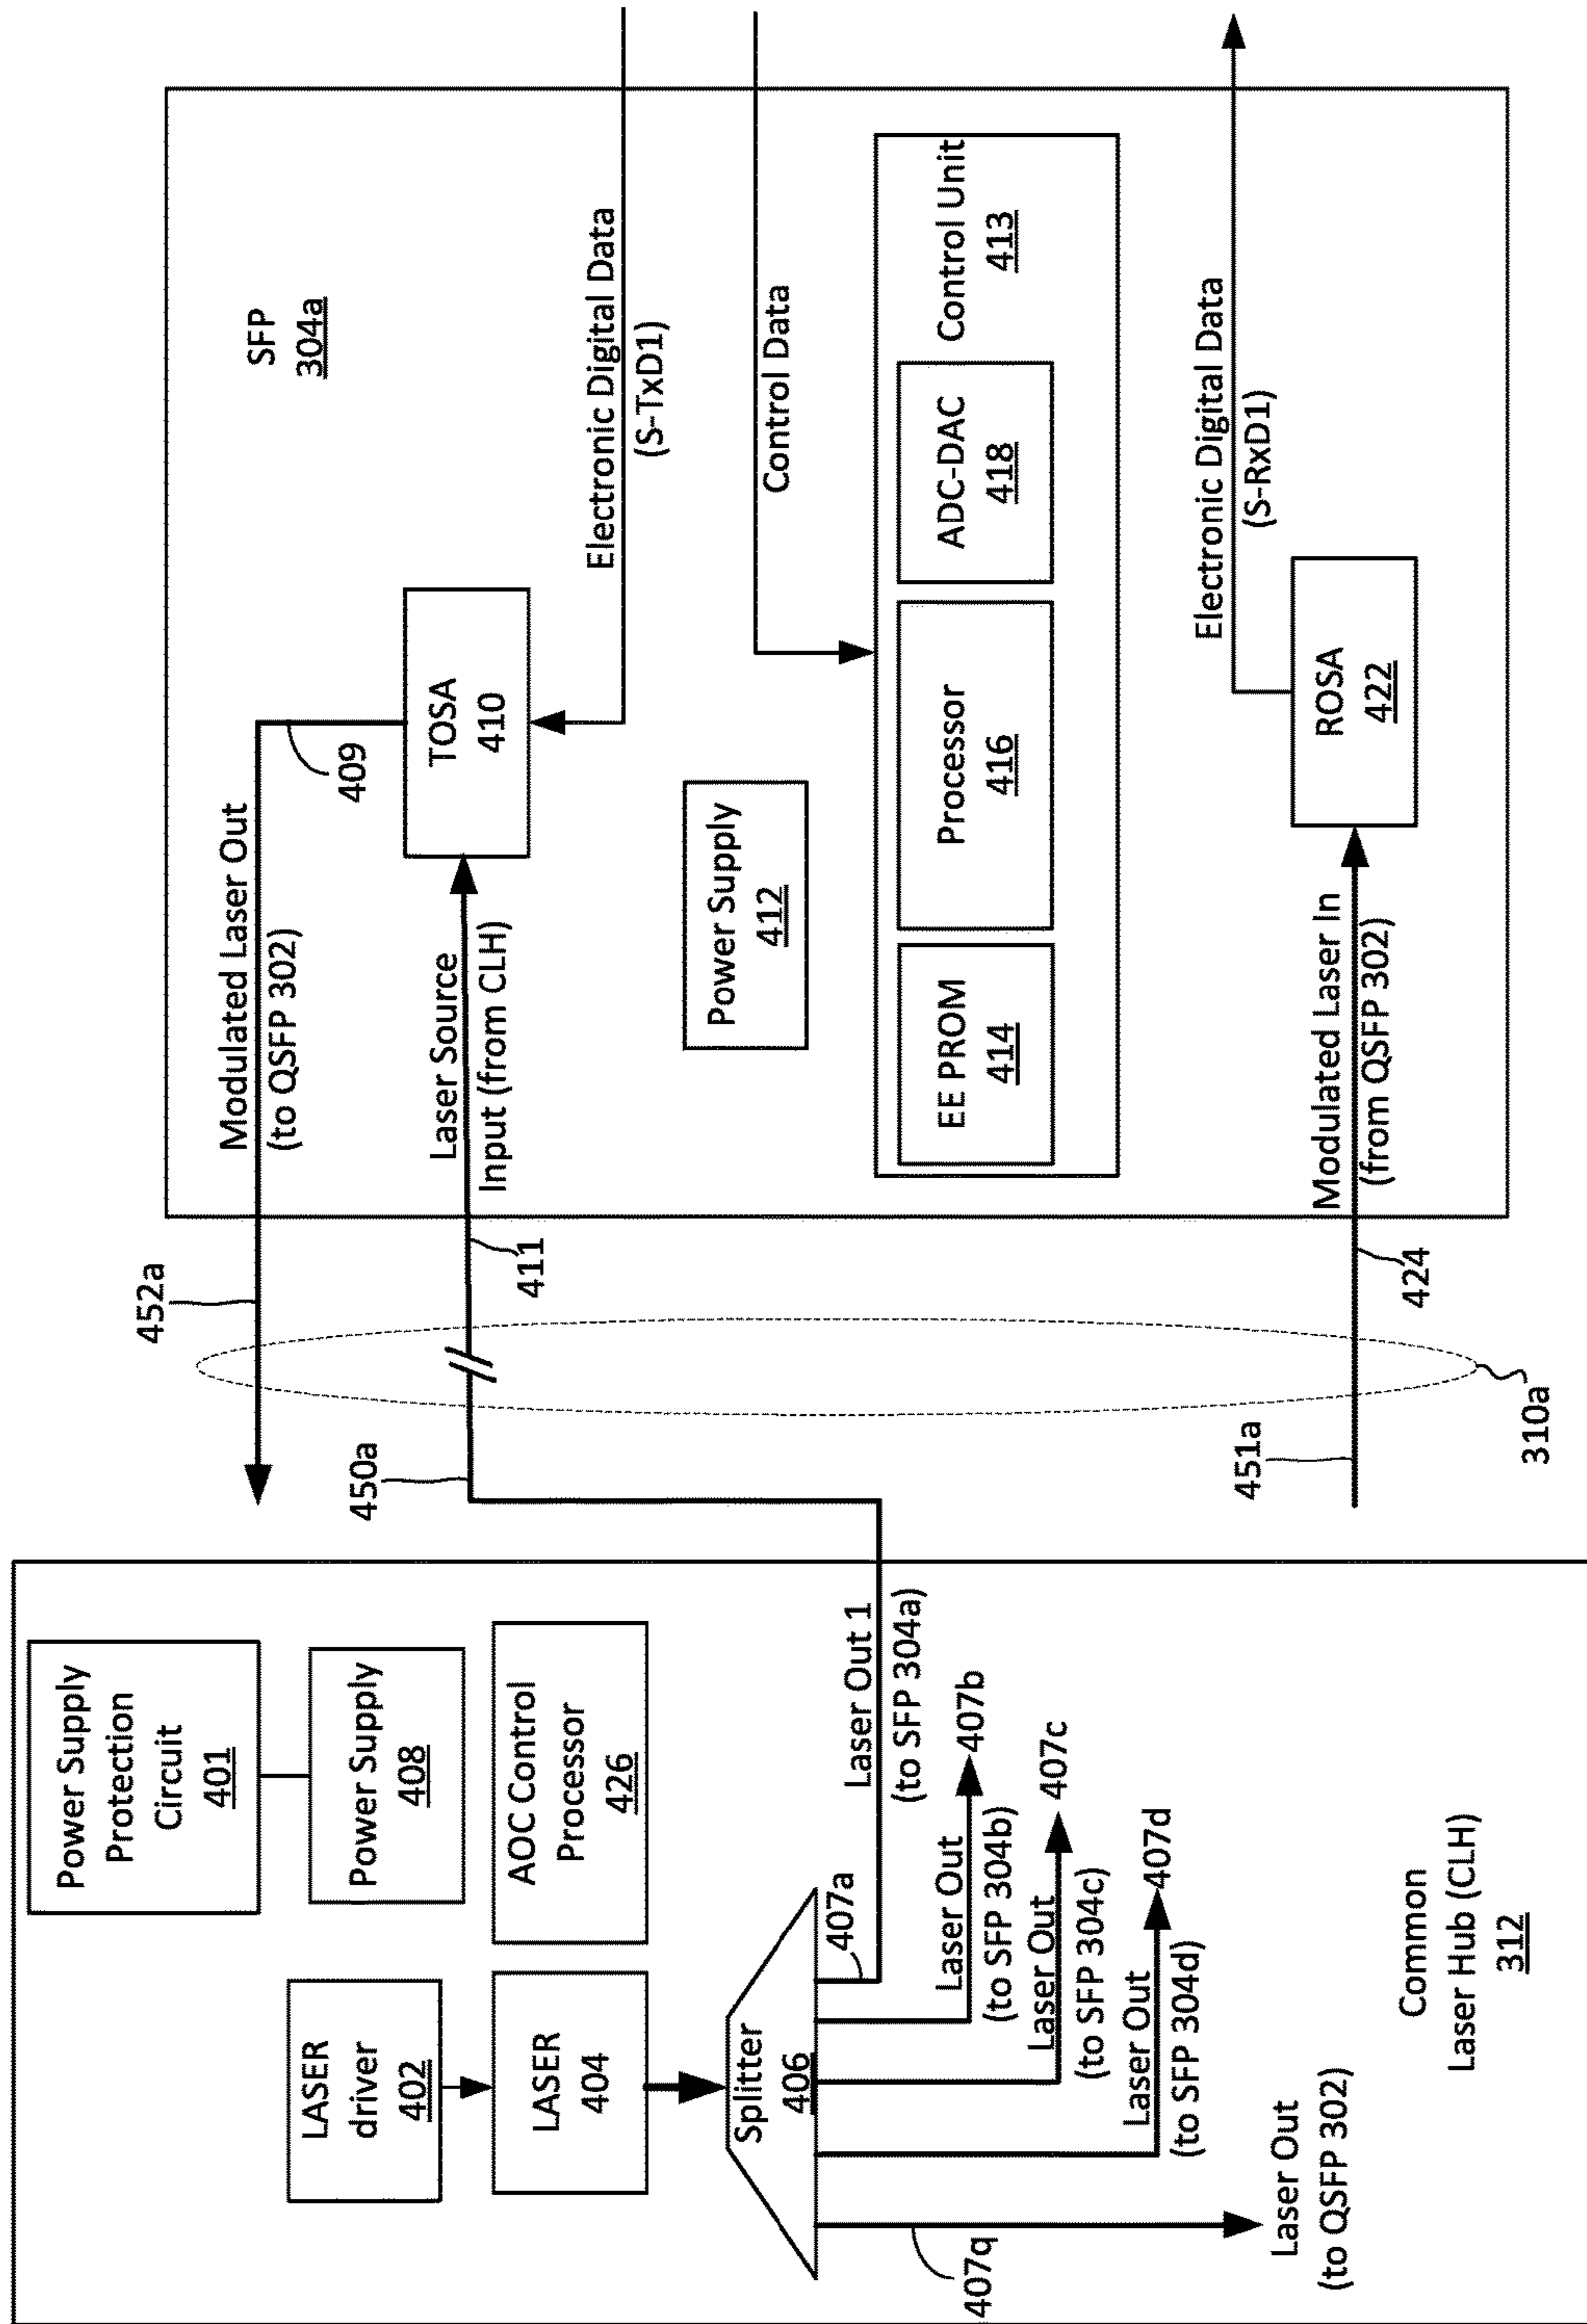 Power Supply
Protection
Circuit
401
Power Supply
408
AOC Control
Processor
426
LASER
driver
402
LASER
404
Splitter
406
407a
Laser Out 1
(to SFP 304a)
Laser Out
(to SFP 304b)
407b
Laser Out
(to SFP 304c)
407c
Laser Out
(to SFP 304d)
407d
407q
Laser Out
(to QSFP 302)
Common
Laser Hub (CLH)
312
452a
450a
411
451a
424
310a
SFP
304a
Modulated Laser Out
(to QSFP 302)
409
Laser Source
Input (from CLH)
TOSA
410
Electronic Digital Data
(S-TxD1)
Power Supply
412
Control Data
EE PROM
414
Processor
416
ADC-DAC
418
Control Unit
413
Modulated Laser In
(from QSFP 302)
ROSA
422
Electronic Digital Data
(S-RxD1)